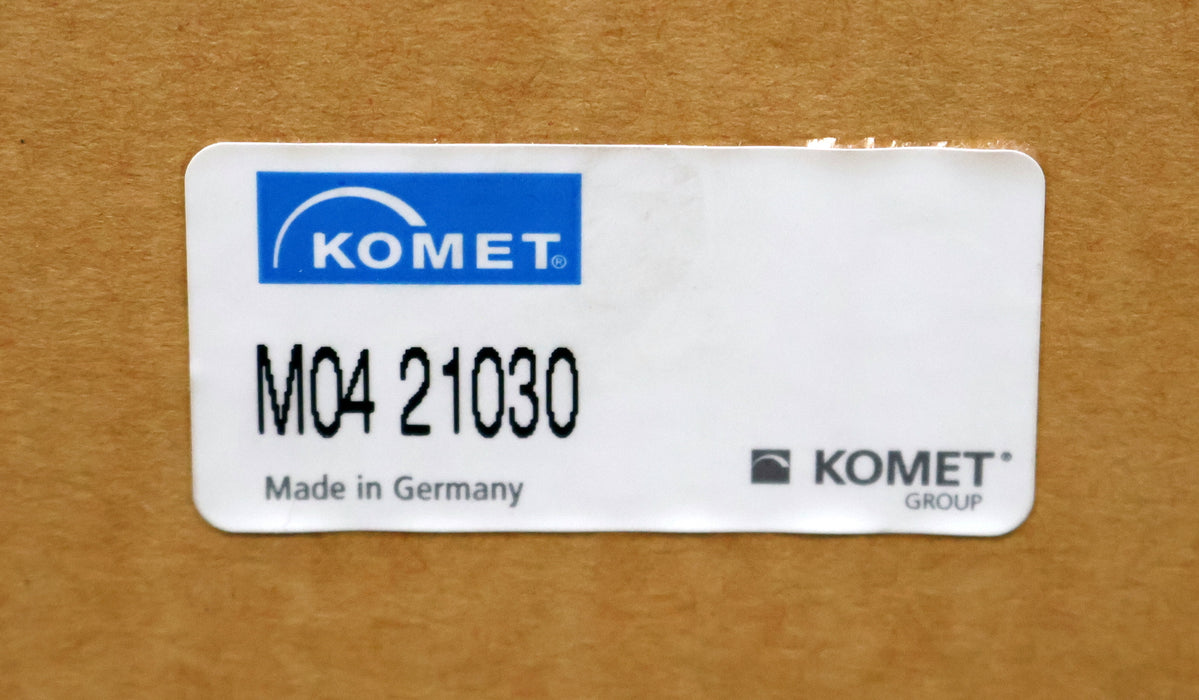 KOMET®
M04 21030
Made in Germany
KOMET®
GROUP